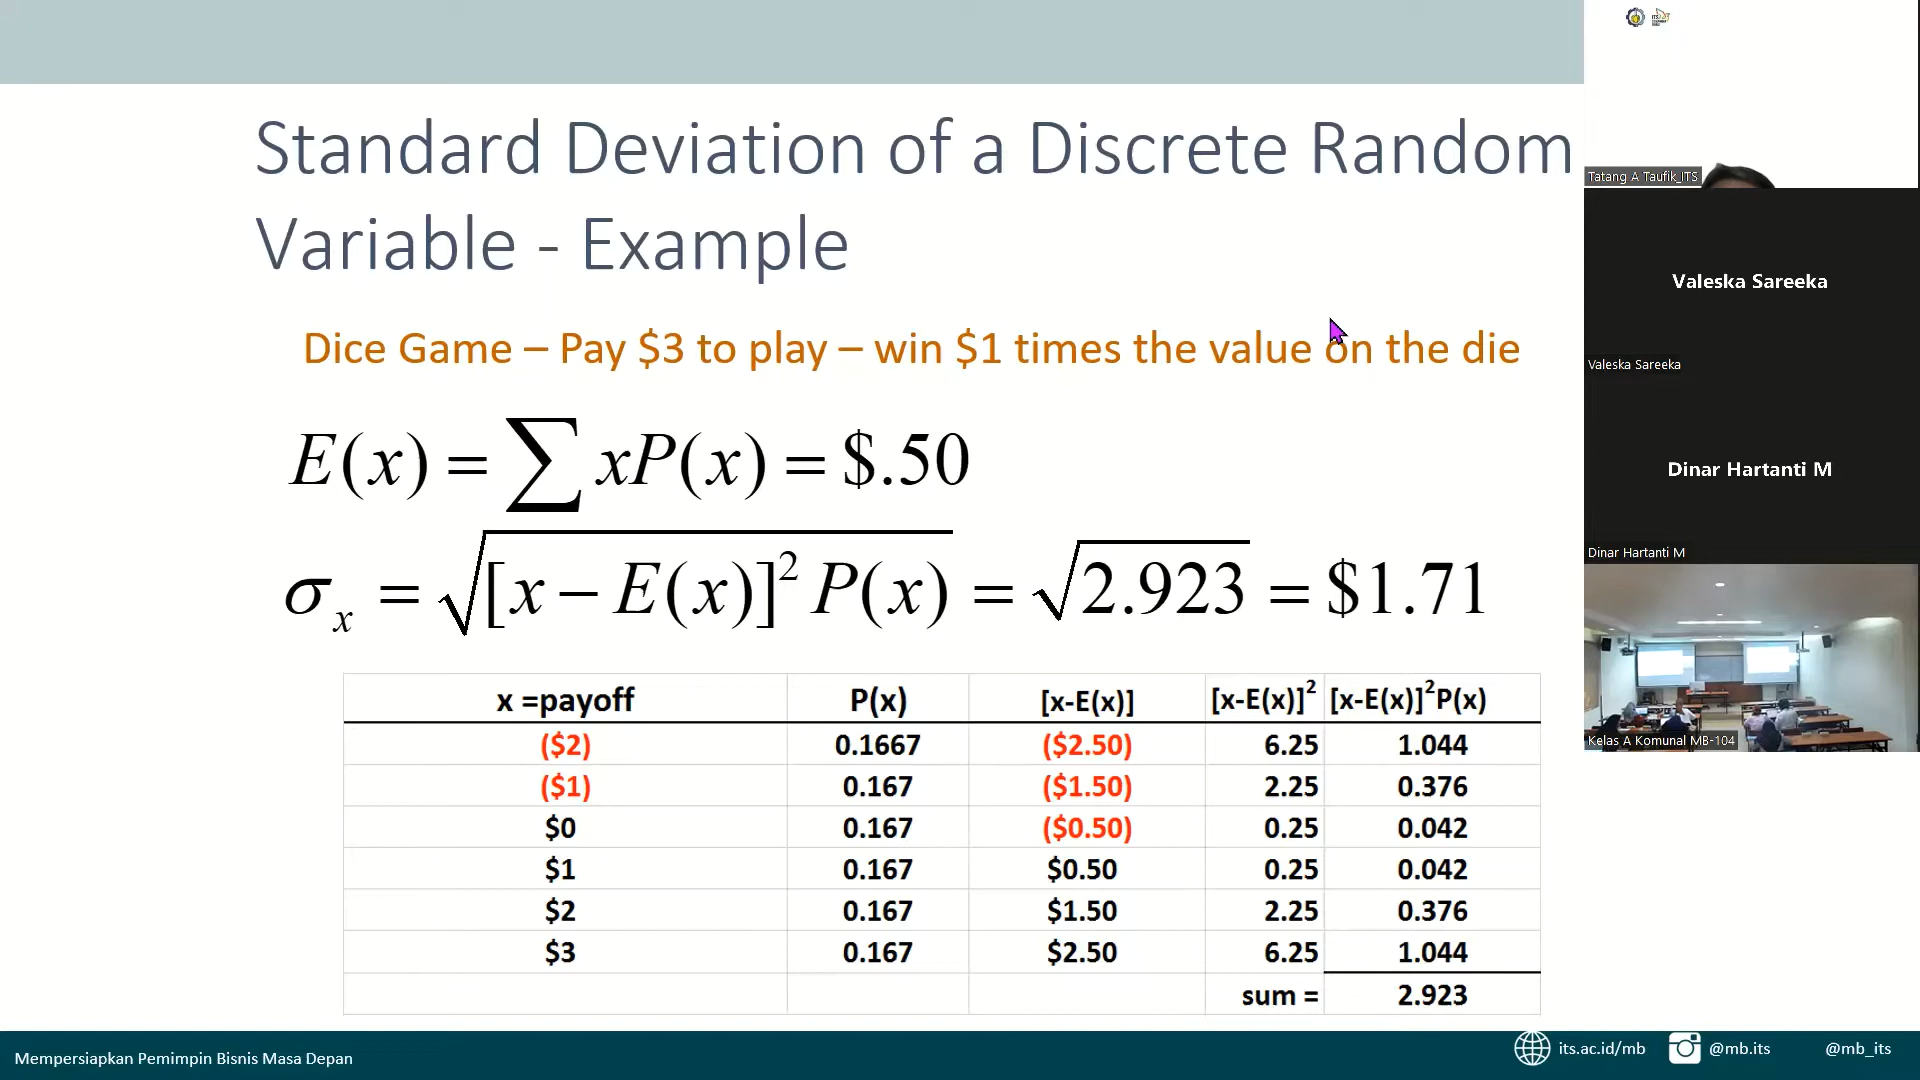 Standard Deviation of a Discrete Random
Variable - Example
Dice Game – Pay $3 to play – win $1 times the value on the die
E(x) = ∑ xP(x) = $.50
σx = √[x – E(x)]² P(x) = √2.923 = $1.71
x =payoff P(x) [x-E(x)] [x-E(x)]² [x-E(x)]²P(x)
($2) 0.1667 ($2.50) 6.25 1.044
($1) 0.167 ($1.50) 2.25 0.376
$0 0.167 ($0.50) 0.25 0.042
$1 0.167 $0.50 0.25 0.042
$2 0.167 $1.50 2.25 0.376
$3 0.167 $2.50 6.25 1.044
sum = 2.923
Mempersiapkan Pemimpin Bisnis Masa Depan
its.ac.id/mb @mb.its @mb_its
Tatang A Taufik_ITS
Valeska Sareeka
Valeska Sareeka
Dinar Hartanti M
Dinar Hartanti M
Kelas A Komunal MB-104